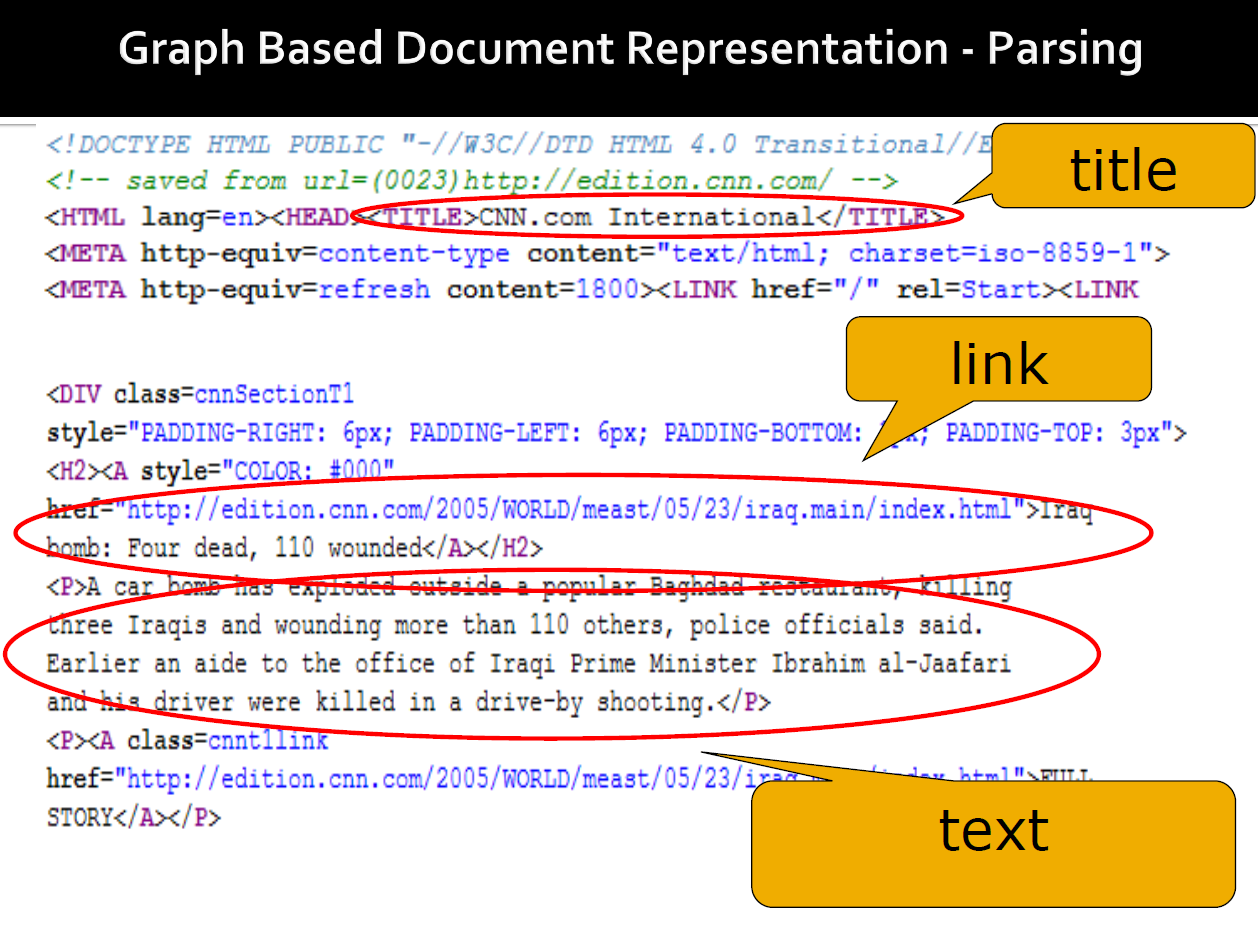 Graph Based Document Representation - Parsing
<!DOCTYPE HTML PUBLIC "-//W3C//DTD HTML 4.0 Transitional//E
title
<!-- saved from url=(0023)http://edition.cnn.com/ -->
<HTML lang=en><HEAD><TITLE>CNN.com International</TITLE>
<META http-equiv=content-type content="text/html; charset=iso-8859-1">
<META http-equiv=refresh content=1800><LINK href="/" rel=Start><LINK
link
<DIV class=cnnSectionT1
style="PADDING-RIGHT: 6px; PADDING-LEFT: 6px; PADDING-BOTTOM: PADDING-TOP: 3px">
<H2><A style="COLOR: #000"
href="http://edition.cnn.com/2005/WORLD/meast/05/23/iraq.main/index.html">Iraq
bomb: Four dead, 110 wounded</A></H2>
<P>A car bomb has exploded outside a popular Baghdad restaurant, killing
three Iraqis and wounding more than 110 others, police officials said.
Earlier an aide to the office of Iraqi Prime Minister Ibrahim al-Jaafari
and his driver were killed in a drive-by shooting.</P>
<P><A class=cnnt1link
href="http://edition.cnn.com/2005/WORLD/meast/05/23/iraq.main/index.html">FULL
STORY</A></P>
text